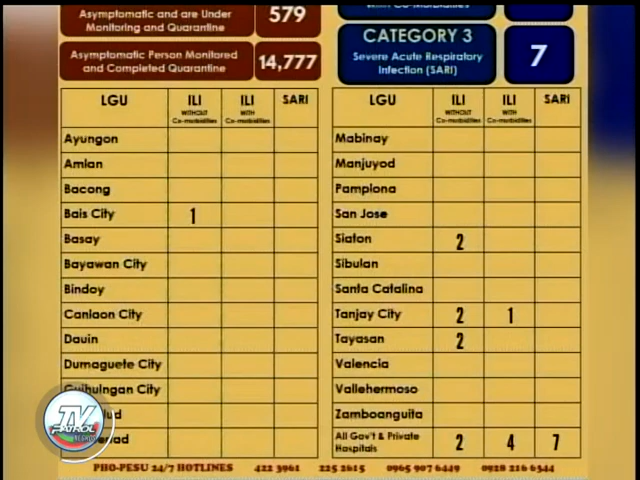 Asymptomatic and are Under
Monitoring and Quarantine
579
Asymptomatic Person Monitored
and Completed Quarantine
14,777
CATEGORY 3
Severe Acute Respiratory
Infection (SARI)
7
LGU ILI WITHOUT Co-morbidities ILI WITH Co-morbidities SARI
Ayungon
Amlan
Bacong
Bais City 1
Basay
Bayawan City
Bindoy
Canlaon City
Dauin
Dumaguete City
Guihulngan City
LGU ILI WITHOUT Co-morbidities ILI WITH Co-morbidities SARI
Mabinay
Manjuyod
Pamplona
San Jose
Siaton 2
Sibulan
Santa Catalina
Tanjay City 2 1
Tayasan 2
Valencia
Vallehermoso
Zamboanguita
All Gov't & Private
Hospitals 2 4 7
PHO-PESU 24/7 HOTLINES 422 3961 225 2615 0965 907 6449 0928 216 6344
TV
PATROL
NEGROS